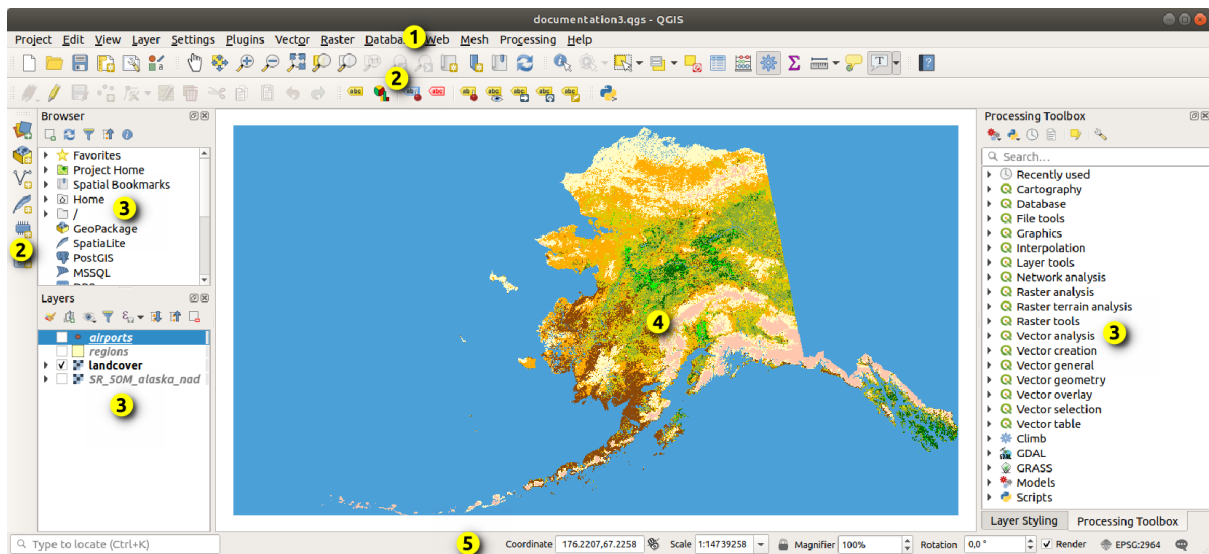 documentation3.qgs - QGIS
Project Edit View Layer Settings Plugins Vector Raster Database Web Mesh Processing Help
1
2
abc abc abc
Browser
Favorites
Project Home
Spatial Bookmarks
Home
/
GeoPackage
SpatiaLite
PostGIS
MSSQL
3
2
Layers
airports
regions
landcover
SR_SOM_alaska_nad
3
4
Processing Toolbox
Search...
Recently used
Cartography
Database
File tools
Graphics
Interpolation
Layer tools
Network analysis
Raster analysis
Raster terrain analysis
Raster tools
Vector analysis
Vector creation
Vector general
Vector geometry
Vector overlay
Vector selection
Vector table
Climb
GDAL
GRASS
Models
Scripts
3
Layer Styling Processing Toolbox
Type to locate (Ctrl+K) 5 Coordinate 176.2207,67.2258 Scale 1:14739258 Magnifier 100% Rotation 0,0 ° Render EPSG:2964